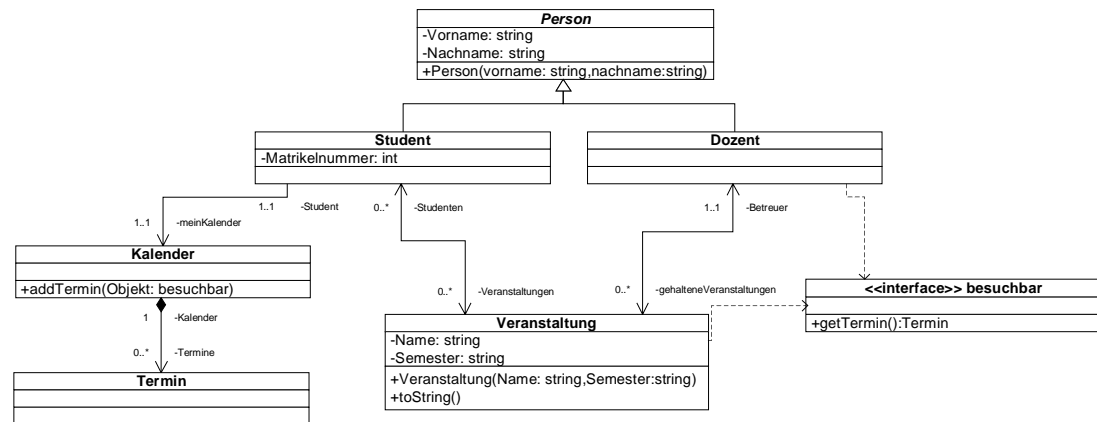 Person
-Vorname: string
-Nachname: string
+Person(vorname: string,nachname:string)
Student
-Matrikelnummer: int
Dozent
1..1
-Student
0..*
-Studenten
1..1
-Betreuer
1..1
-meinKalender
Kalender
+addTermin(Objekt: besuchbar)
0..*
-Veranstaltungen
0..*
-gehalteneVeranstaltungen
<<interface>> besuchbar
+getTermin():Termin
1
-Kalender
Veranstaltung
-Name: string
-Semester: string
+Veranstaltung(Name: string,Semester:string)
+toString()
0..*
-Termine
Termin